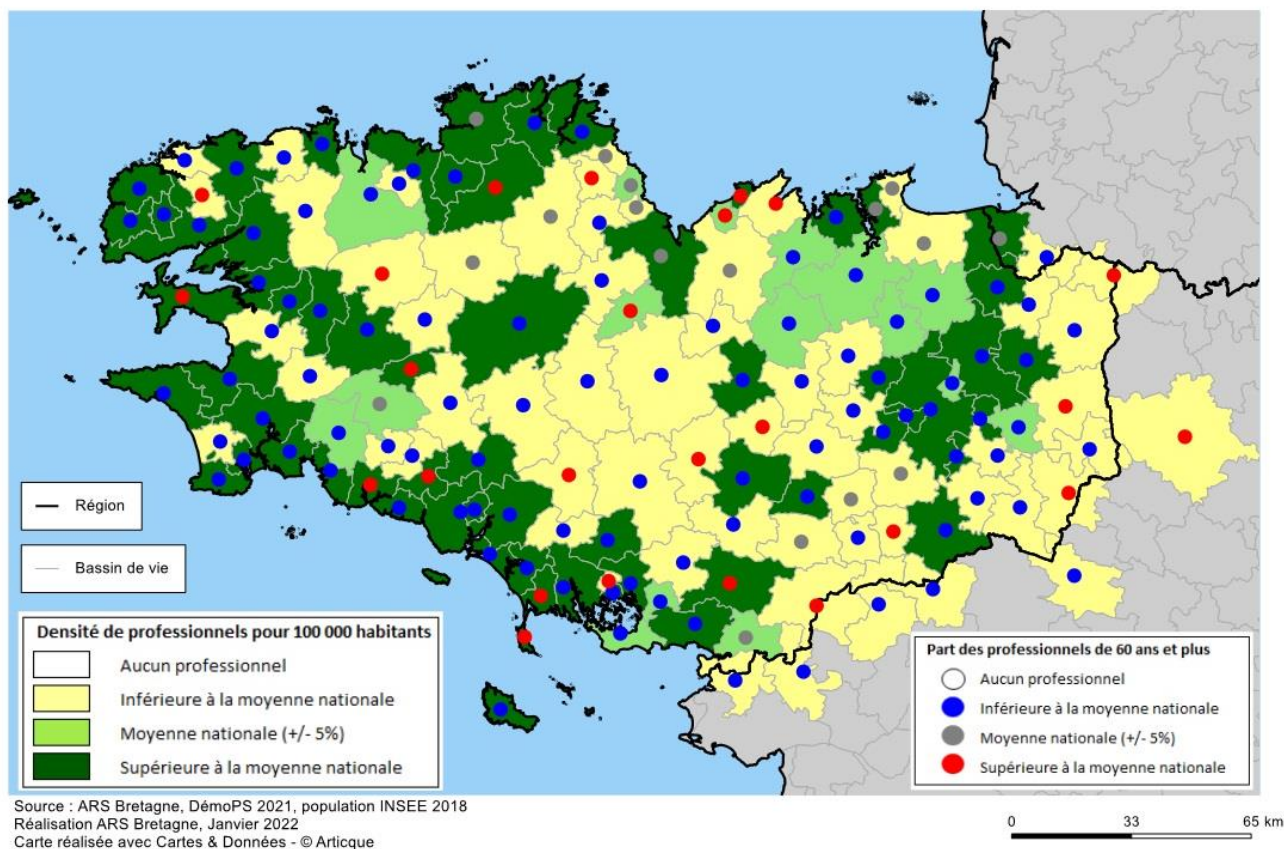 Région
Bassin de vie
Densité de professionnels pour 100 000 habitants
Aucun professionnel
Inférieure à la moyenne nationale
Moyenne nationale (+/- 5%)
Supérieure à la moyenne nationale
Part des professionnels de 60 ans et plus
Aucun professionnel
Inférieure à la moyenne nationale
Moyenne nationale (+/- 5%)
Supérieure à la moyenne nationale
Source : ARS Bretagne, DémoPS 2021, population INSEE 2018
Réalisation ARS Bretagne, Janvier 2022
Carte réalisée avec Cartes & Données - © Articque
0 33 65 km